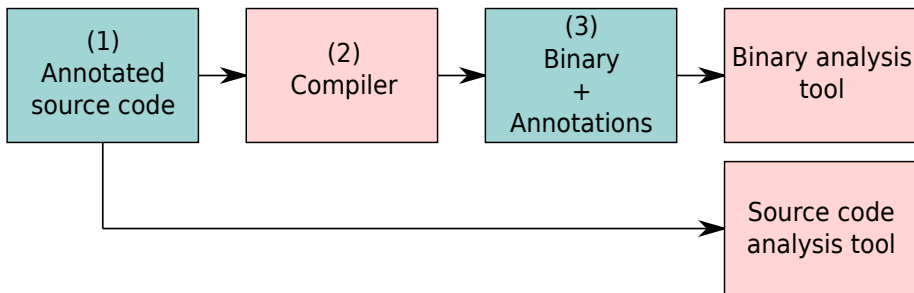 (1)
Annotated
source code
(2)
Compiler
(3)
Binary
+
Annotations
Binary analysis
tool
Source code
analysis tool